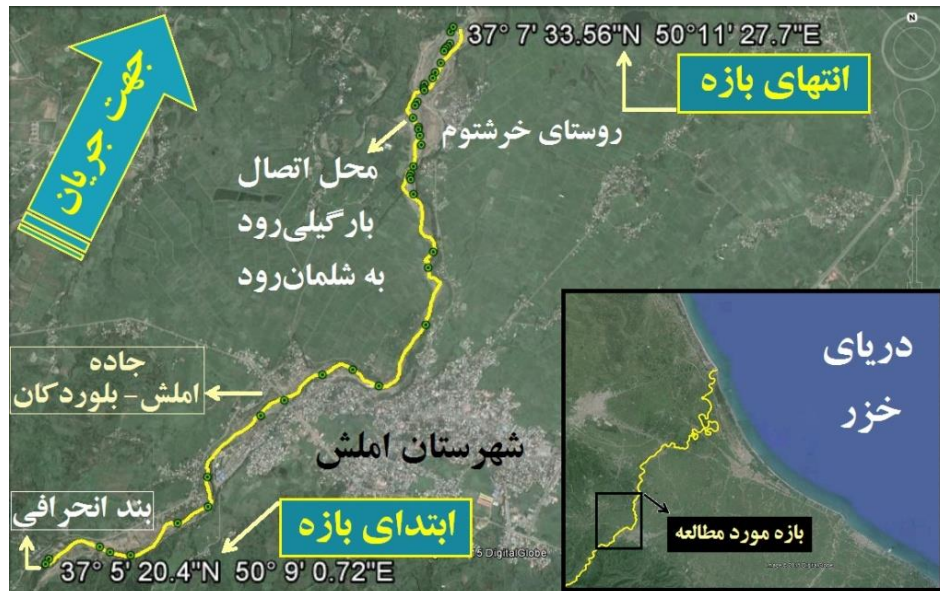 N
37° 7' 33.56"N 50°11' 27.7"E
جهت جریان
انتهای بازه
روستای خرشتوم
محل اتصال
بارگیلی‌رود
به شلمان‌رود
جاده
املش - بلوردکان
شهرستان املش
بند انحرافی
ابتدای بازه
5 DigitalGlobe
37° 5' 20.4"N 50° 9' 0.72"E
دریای
خزر
بازه مورد مطالعه